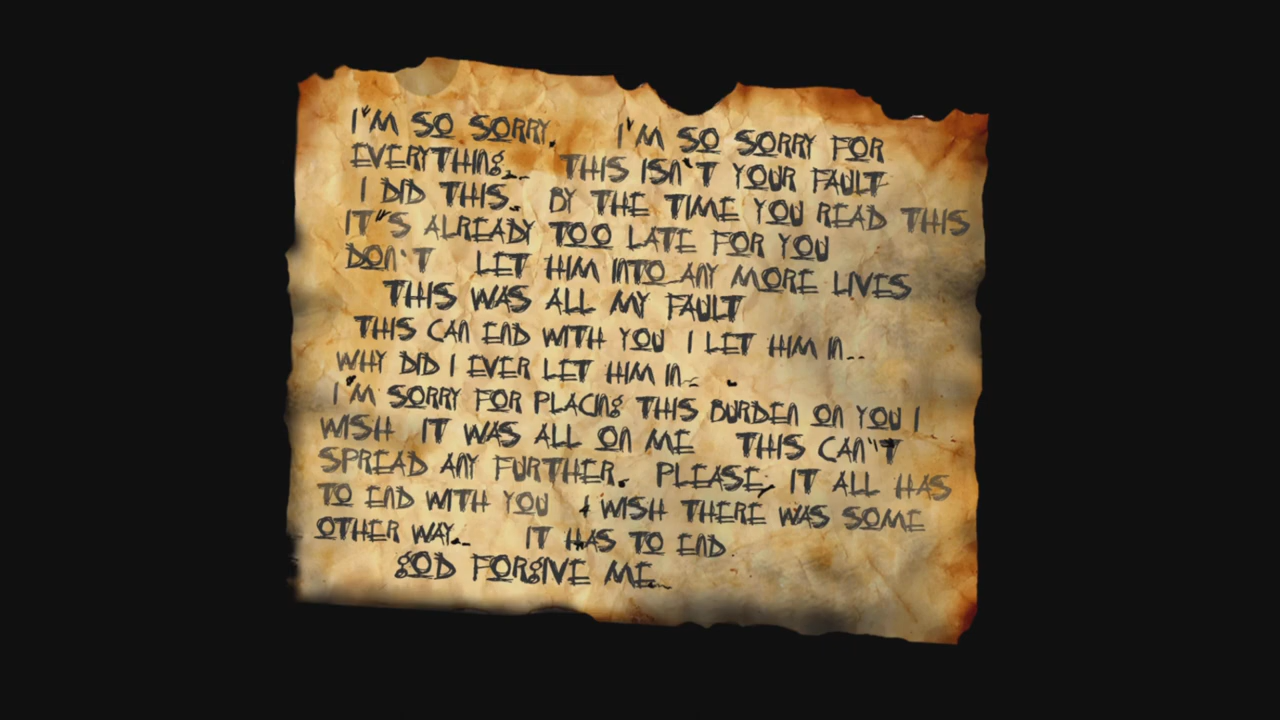 I'M SO SORRY. I'M SO SORRY FOR
EVERYTHING... THIS ISN'T YOUR FAULT
I DID THIS.. BY THE TIME YOU READ THIS
IT"S ALREADY TOO LATE FOR YOU
DON'T LET HIM INTO ANY MORE LIVES
THIS WAS ALL MY FAULT
THIS CAN END WITH YOU I LET HIM IN..
WHY DID I EVER LET HIM IN..
I'M SORRY FOR PLACING THIS BURDEN ON YOU I
WISH IT WAS ALL ON ME THIS CAN"T
SPREAD ANY FURTHER. PLEASE, IT ALL HAS
TO END WITH YOU I WISH THERE WAS SOME
OTHER WAY... IT HAS TO END.
GOD FORGIVE ME...